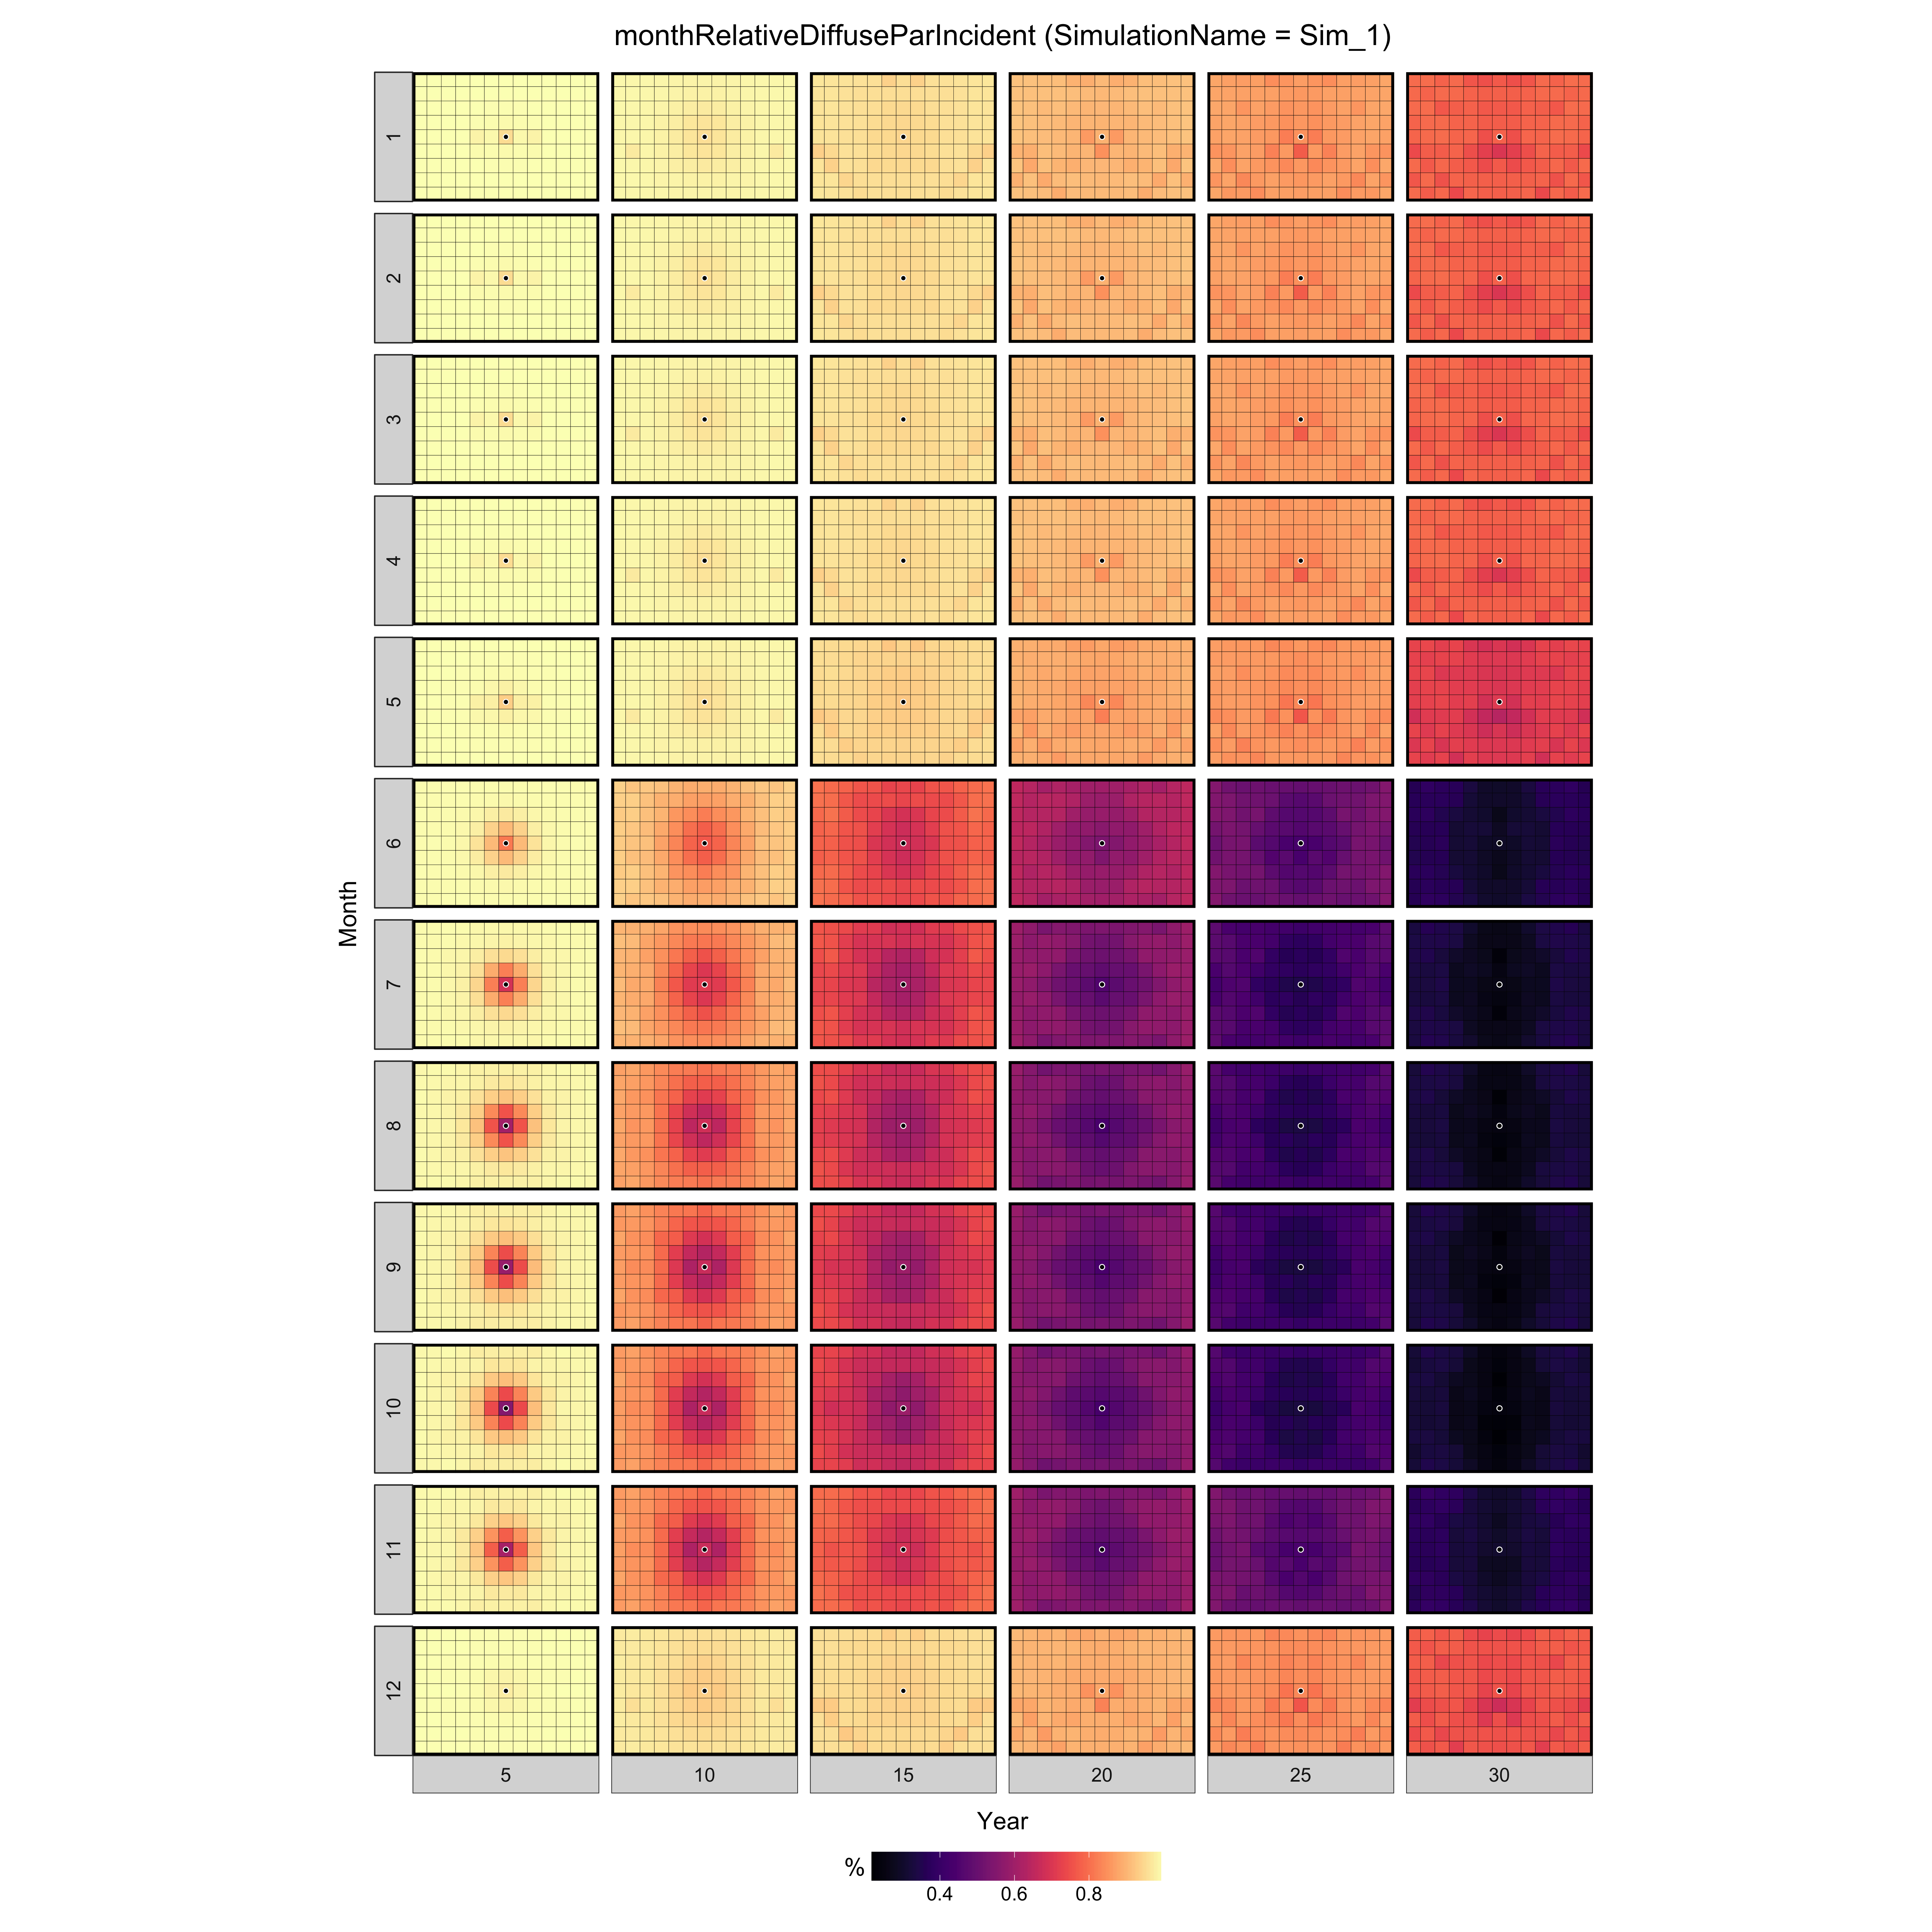 monthRelativeDiffuseParIncident (SimulationName = Sim_1)
Month
1
2
3
4
5
6
7
8
9
10
11
12
5 10 15 20 25 30
Year
%
0.4 0.6 0.8